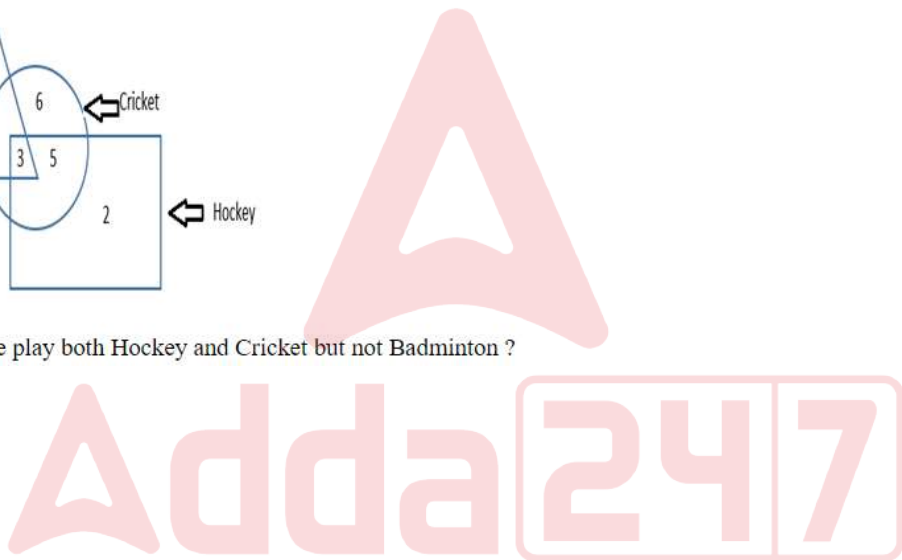 6
Cricket
3 5
2
Hockey
play both Hockey and Cricket but not Badminton ?
Adda247